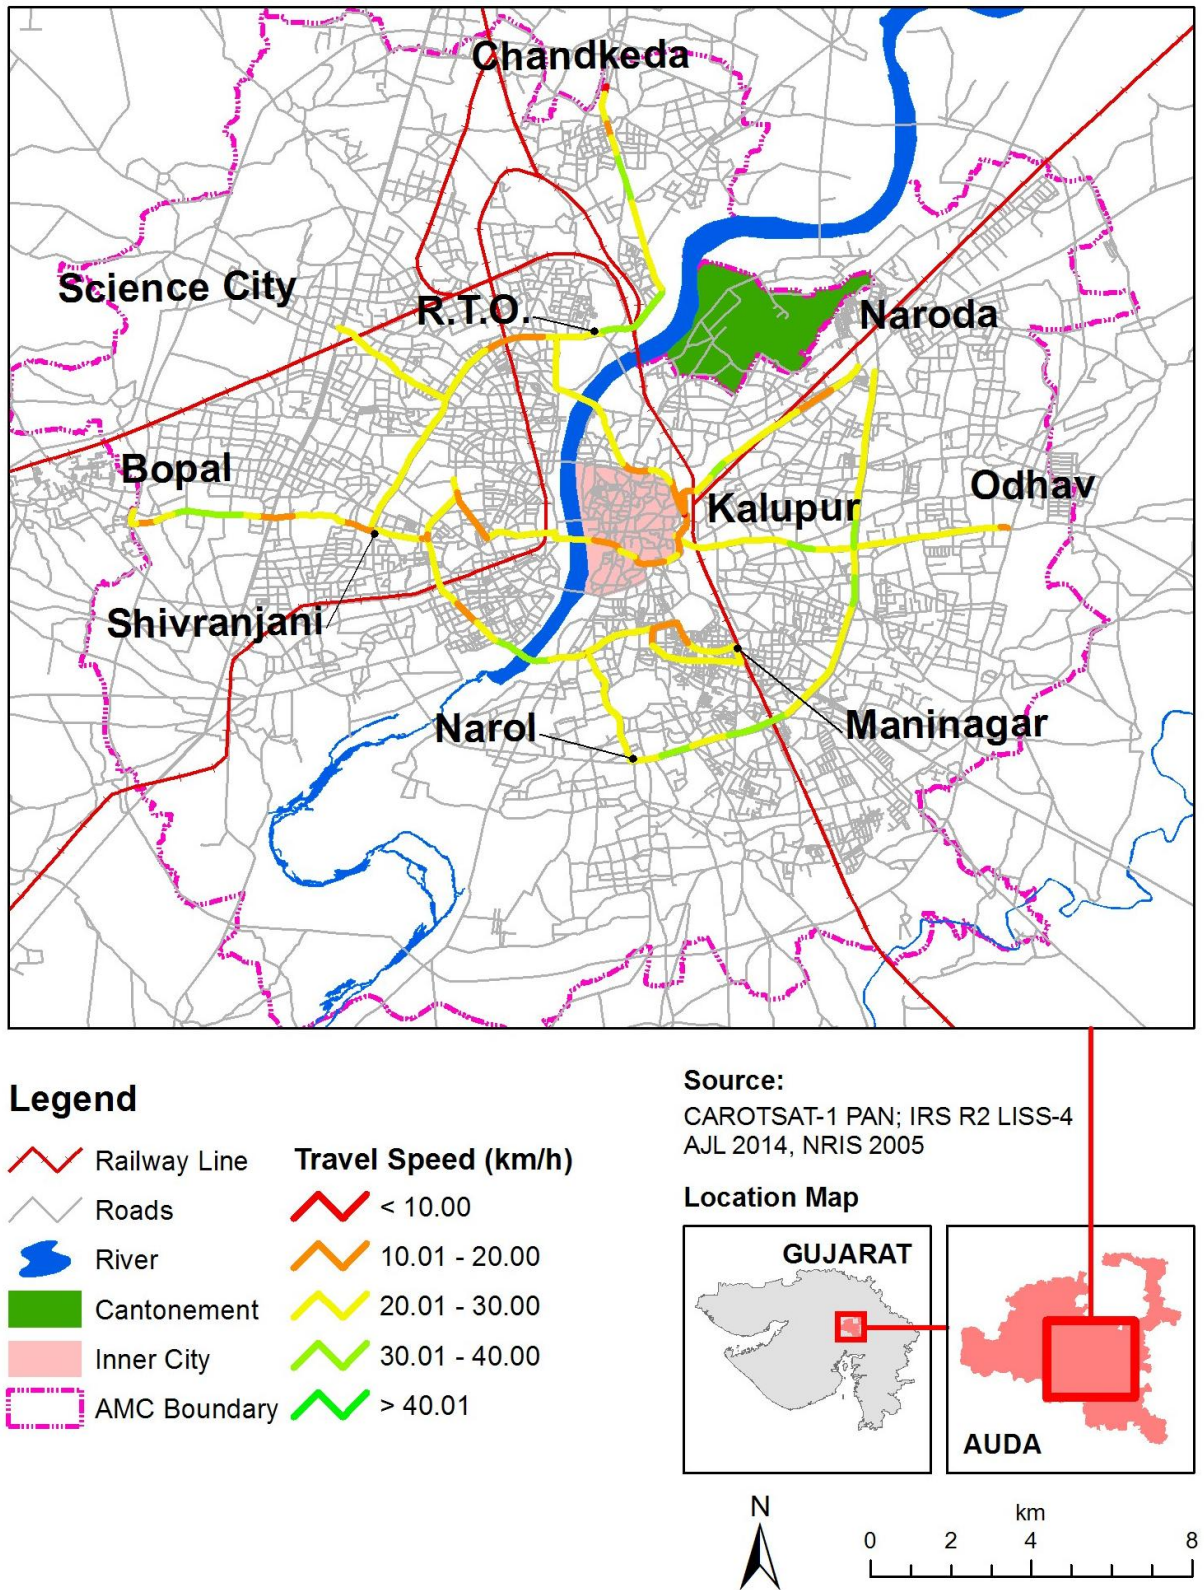 Chandkeda
Science City
R.T.O.
Naroda
Bopal
Odhav
Kalupur
Shivranjani
Narol
Maninagar
Legend
Railway Line
Roads
River
Cantonement
Inner City
AMC Boundary
Travel Speed (km/h)
< 10.00
10.01 - 20.00
20.01 - 30.00
30.01 - 40.00
> 40.01
Source:
CAROTSAT-1 PAN; IRS R2 LISS-4
AJL 2014, NRIS 2005
Location Map
GUJARAT
AUDA
N
km
0 2 4 8